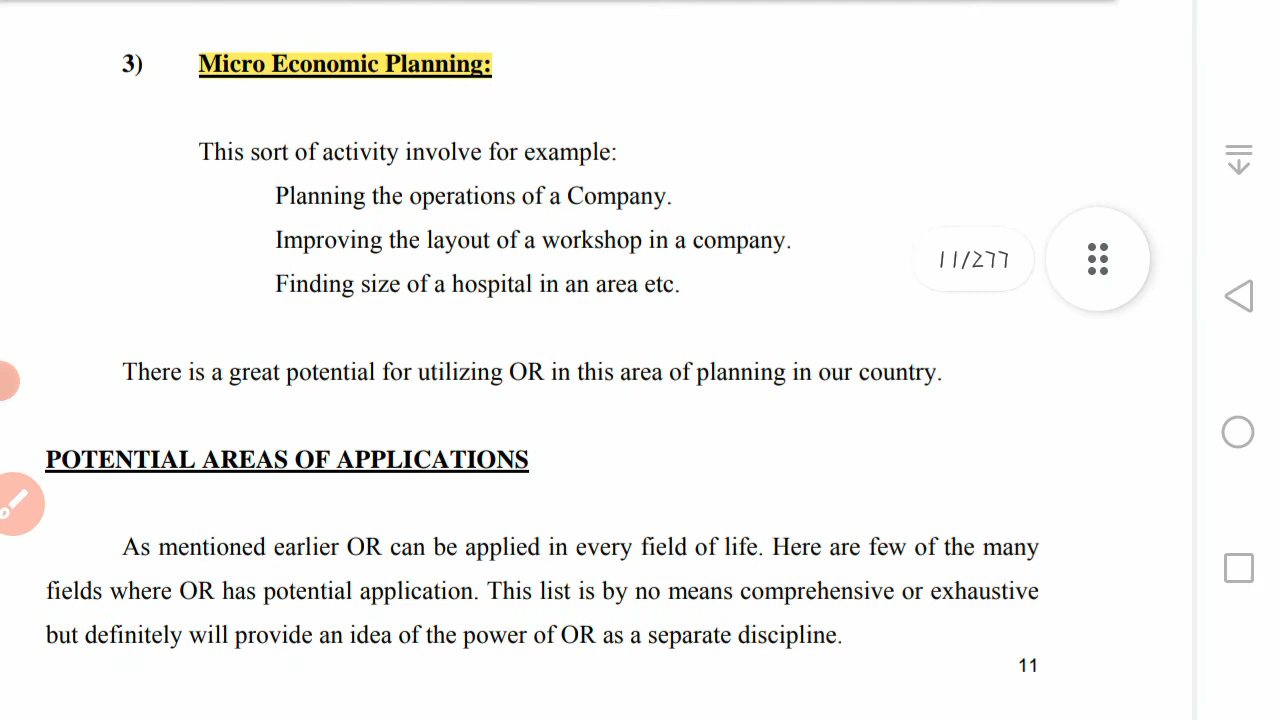 3) Micro Economic Planning:
This sort of activity involve for example:
Planning the operations of a Company.
Improving the layout of a workshop in a company.
Finding size of a hospital in an area etc.
11/277
There is a great potential for utilizing OR in this area of planning in our country.
POTENTIAL AREAS OF APPLICATIONS
As mentioned earlier OR can be applied in every field of life. Here are few of the many
fields where OR has potential application. This list is by no means comprehensive or exhaustive
but definitely will provide an idea of the power of OR as a separate discipline.
11